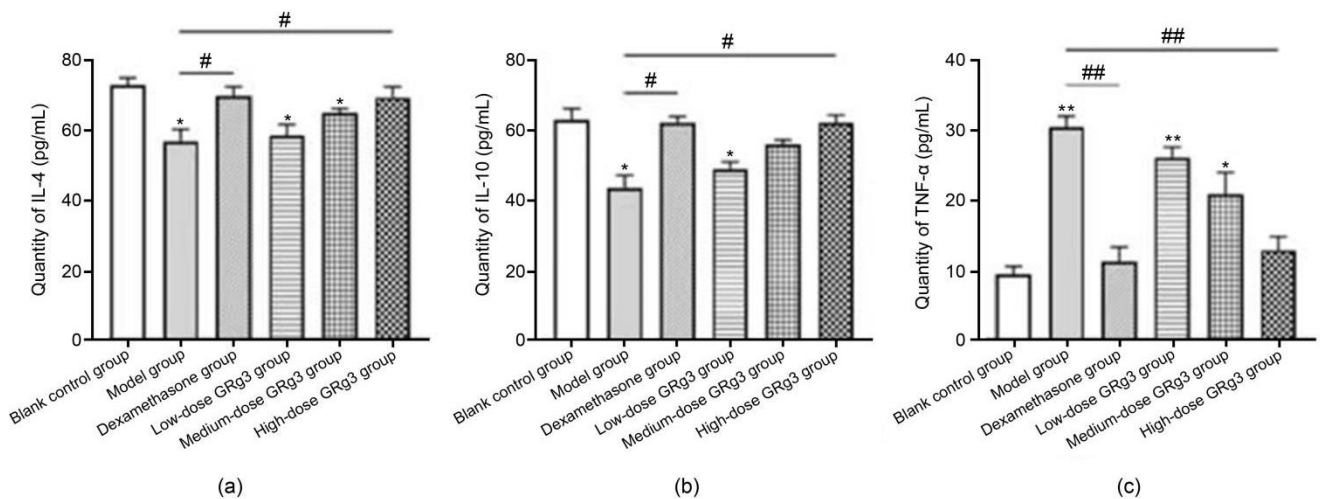 #
#
80
60
40
20
0
Quantity of IL-4 (pg/mL)
*
*
*
Blank control group
Model group
Dexamethasone group
Low-dose GRg3 group
Medium-dose GRg3 group
High-dose GRg3 group
(a)
#
#
80
60
40
20
0
Quantity of IL-10 (pg/mL)
*
*
Blank control group
Model group
Dexamethasone group
Low-dose GRg3 group
Medium-dose GRg3 group
High-dose GRg3 group
(b)
##
##
40
30
20
10
0
Quantity of TNF-α (pg/mL)
**
**
*
Blank control group
Model group
Dexamethasone group
Low-dose GRg3 group
Medium-dose GRg3 group
High-dose GRg3 group
(c)